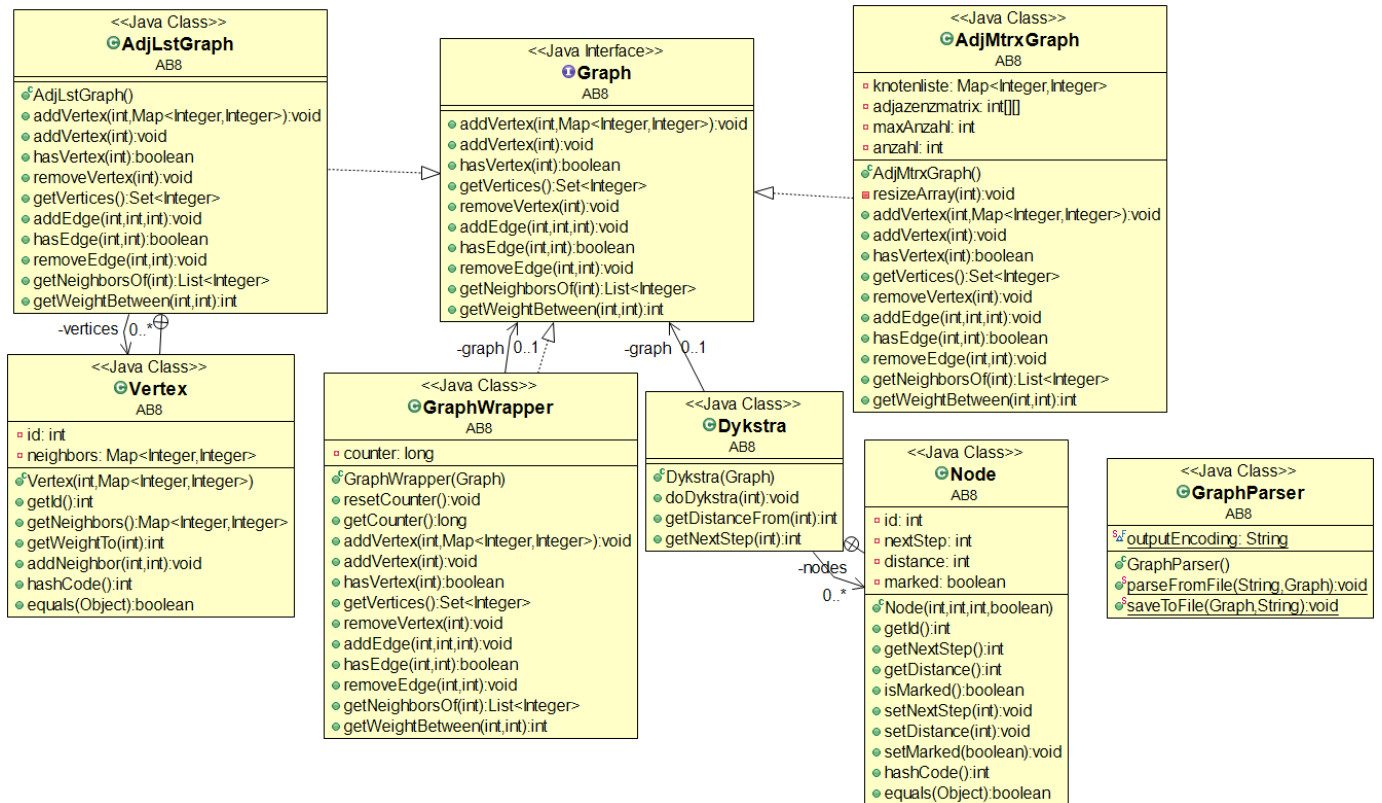 <<Java Class>>
AdjLstGraph
AB8
AdjLstGraph()
addVertex(int,Map<Integer,Integer>):void
addVertex(int):void
hasVertex(int):boolean
removeVertex(int):void
getVertices():Set<Integer>
addEdge(int,int,int):void
hasEdge(int,int):boolean
removeEdge(int,int):void
getNeighborsOf(int):List<Integer>
getWeightBetween(int,int):int
<<Java Interface>>
Graph
AB8
addVertex(int,Map<Integer,Integer>):void
addVertex(int):void
hasVertex(int):boolean
getVertices():Set<Integer>
removeVertex(int):void
addEdge(int,int,int):void
hasEdge(int,int):boolean
removeEdge(int,int):void
getNeighborsOf(int):List<Integer>
getWeightBetween(int,int):int
<<Java Class>>
AdjMtrxGraph
AB8
knotenliste: Map<Integer,Integer>
adjazenzmatrix: int[][]
maxAnzahl: int
anzahl: int
AdjMtrxGraph()
resizeArray(int):void
addVertex(int,Map<Integer,Integer>):void
addVertex(int):void
hasVertex(int):boolean
getVertices():Set<Integer>
removeVertex(int):void
addEdge(int,int,int):void
hasEdge(int,int):boolean
removeEdge(int,int):void
getNeighborsOf(int):List<Integer>
getWeightBetween(int,int):int
-vertices 0..*
-graph 0..1
-graph 0..1
<<Java Class>>
Vertex
AB8
id: int
neighbors: Map<Integer,Integer>
Vertex(int,Map<Integer,Integer>)
getId():int
getNeighbors():Map<Integer,Integer>
getWeightTo(int):int
addNeighbor(int,int):void
hashCode():int
equals(Object):boolean
<<Java Class>>
GraphWrapper
AB8
counter: long
GraphWrapper(Graph)
resetCounter():void
getCounter():long
addVertex(int,Map<Integer,Integer>):void
addVertex(int):void
hasVertex(int):boolean
getVertices():Set<Integer>
removeVertex(int):void
addEdge(int,int,int):void
hasEdge(int,int):boolean
removeEdge(int,int):void
getNeighborsOf(int):List<Integer>
getWeightBetween(int,int):int
<<Java Class>>
Dykstra
AB8
Dykstra(Graph)
doDykstra(int):void
getDistanceFrom(int):int
getNextStep(int):int
-nodes
0..*
<<Java Class>>
Node
AB8
id: int
nextStep: int
distance: int
marked: boolean
Node(int,int,int,boolean)
getId():int
getNextStep():int
getDistance():int
isMarked():boolean
setNextStep(int):void
setDistance(int):void
setMarked(boolean):void
hashCode():int
equals(Object):boolean
<<Java Class>>
GraphParser
AB8
outputEncoding: String
GraphParser()
parseFromFile(String,Graph):void
saveToFile(Graph,String):void